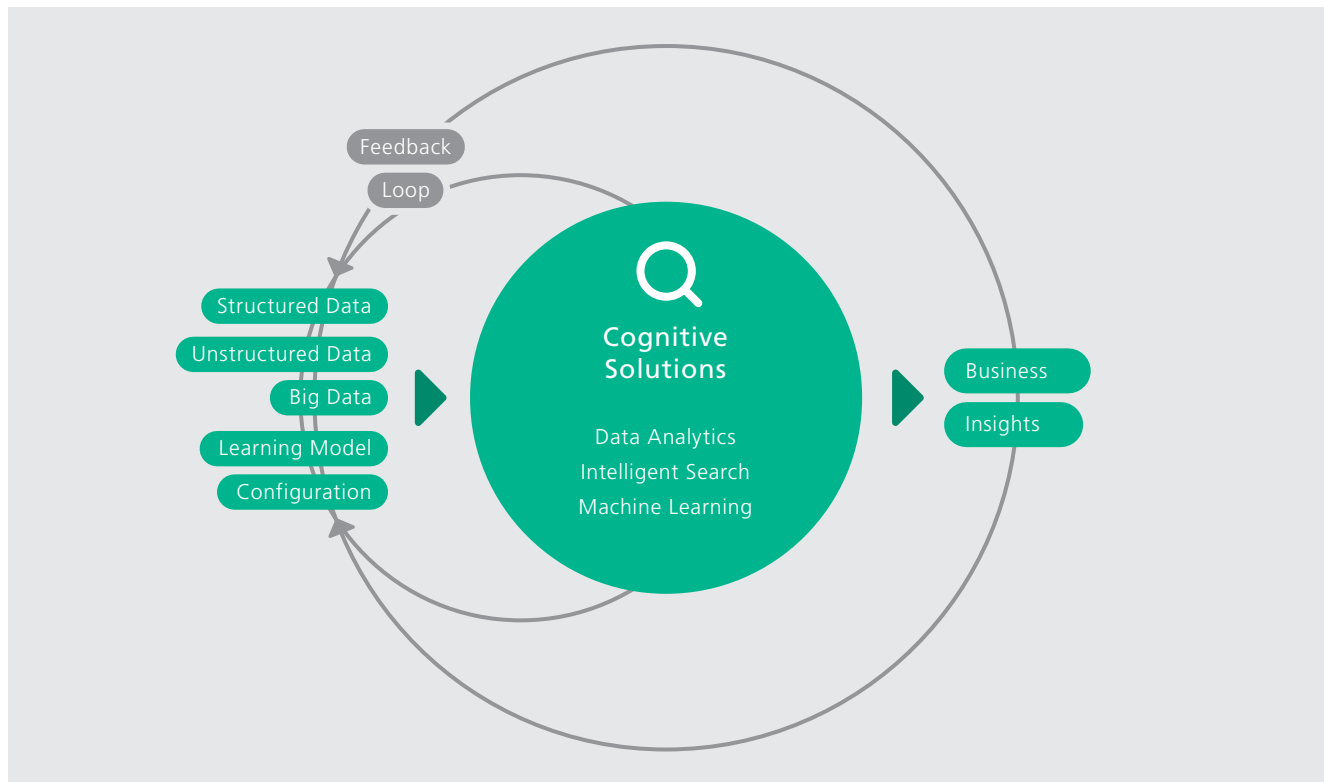 Feedback
Loop
Structured Data
Unstructured Data
Big Data
Learning Model
Configuration
Cognitive
Solutions
Data Analytics
Intelligent Search
Machine Learning
Business
Insights